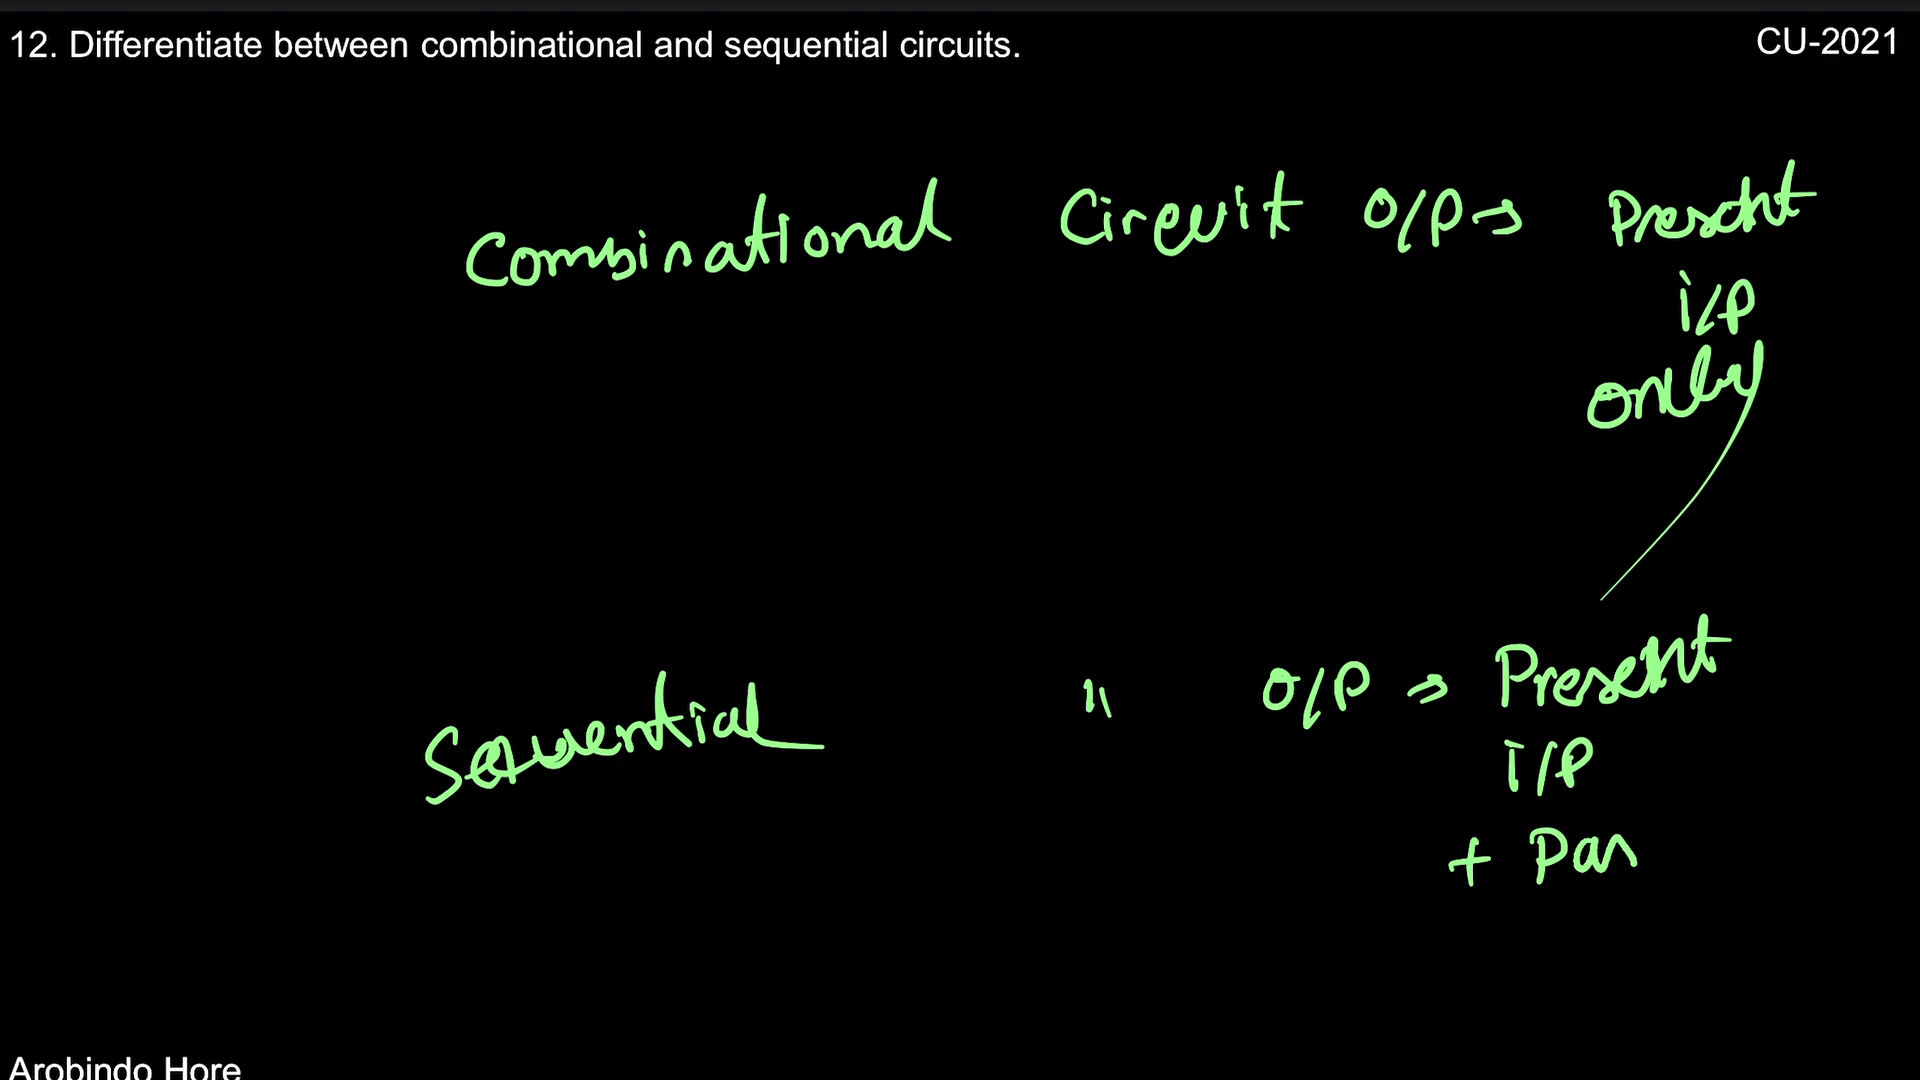 12. Differentiate between combinational and sequential circuits.
CU-2021
Combinational Circuit O/P → Present
i/P
only
Sequential " O/P → Present
i/P
+ Pas
Arobindo Hore